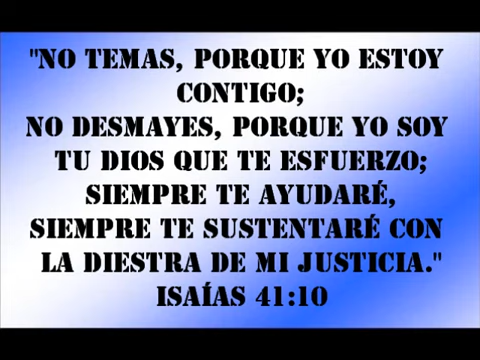 "NO TEMAS, PORQUE YO ESTOY
CONTIGO;
NO DESMAYES, PORQUE YO SOY
TU DIOS QUE TE ESFUERZO;
SIEMPRE TE AYUDARÉ,
SIEMPRE TE SUSTENTARÉ CON
LA DIESTRA DE MI JUSTICIA."
ISAÍAS 41:10